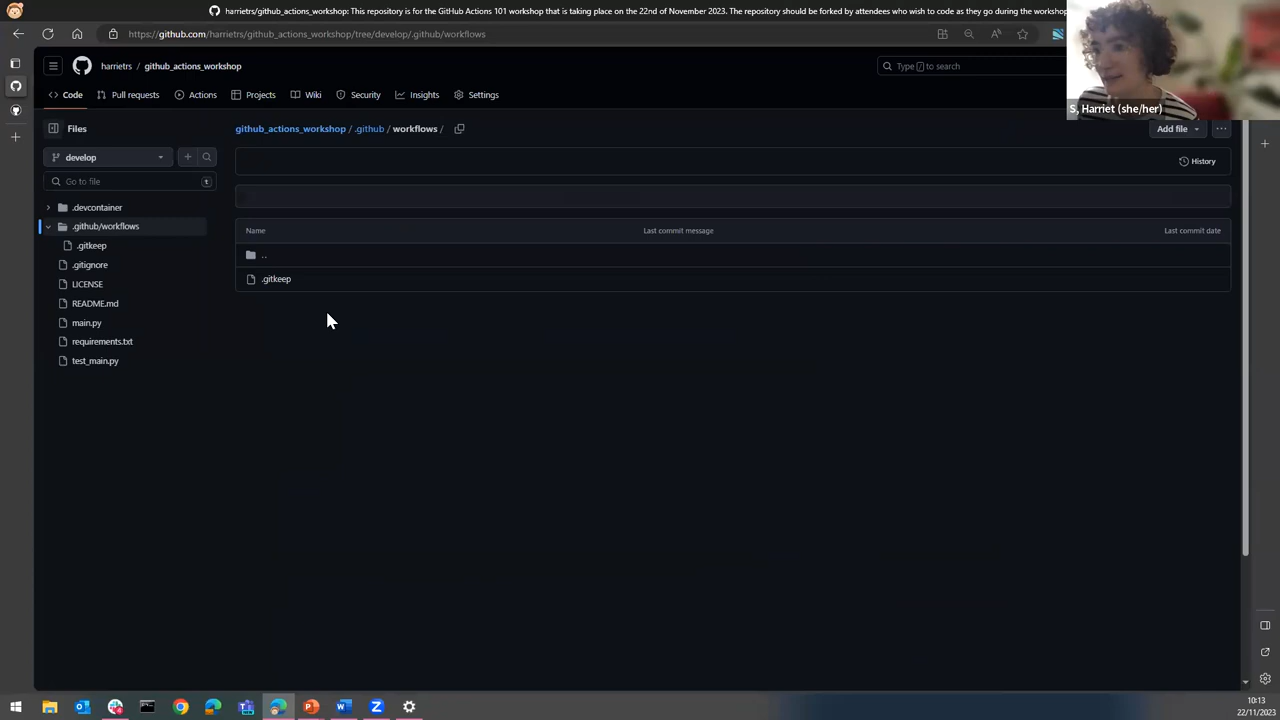 harrietrs/github_actions_workshop: This repository is for the GitHub Actions 101 workshop that is taking place on the 22nd of November 2023. The repository should be forked by attendees who wish to code as they go during the workshop
https://github.com/harrietrs/github_actions_workshop/tree/develop/.github/workflows
harrietrs / github_actions_workshop
Type / to search
S, Harriet (she/her)
Code Pull requests Actions Projects Wiki Security Insights Settings
Files
github_actions_workshop / .github / workflows /
Add file
develop
History
Go to file t
.devcontainer
.github/workflows
.gitkeep
.gitignore
LICENSE
README.md
main.py
requirements.txt
test_main.py
Name Last commit message Last commit date
..
.gitkeep
10:13
22/11/2023